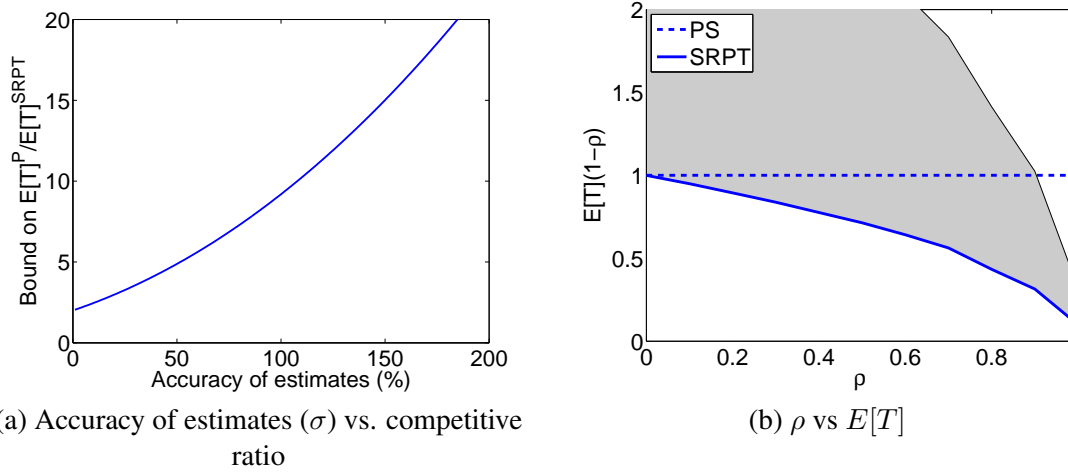 20
15
10
5
0
Bound on E[T]^P/E[T]^SRPT
0 50 100 150 200
Accuracy of estimates (%)
a) Accuracy of estimates (σ) vs. competitive
ratio
2
1.5
1
0.5
0
E[T](1−ρ)
PS
SRPT
0 0.2 0.4 0.6 0.8
ρ
(b) ρ vs E[T]